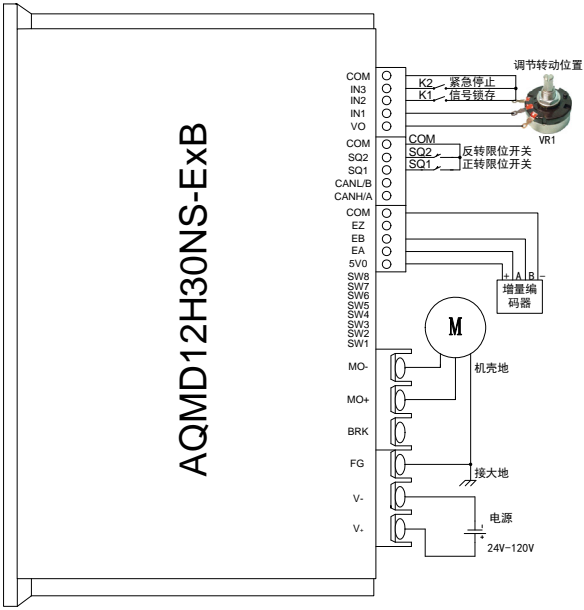 AQMD12H30NS-ExB
COM
IN3
IN2
IN1
VO
COM
SQ2
SQ1
CANL/B
CANH/A
COM
EZ
EB
EA
5V0
SW8
SW7
SW6
SW5
SW4
SW3
SW2
SW1
MO-
MO+
BRK
FG
V-
V+
调节转动位置
K2 紧急停止
K1 信号锁存
VR1
COM
SQ2 反转限位开关
SQ1 正转限位开关
+ A B -
增量编
码器
M
机壳地
接大地
电源
+
24V-120V